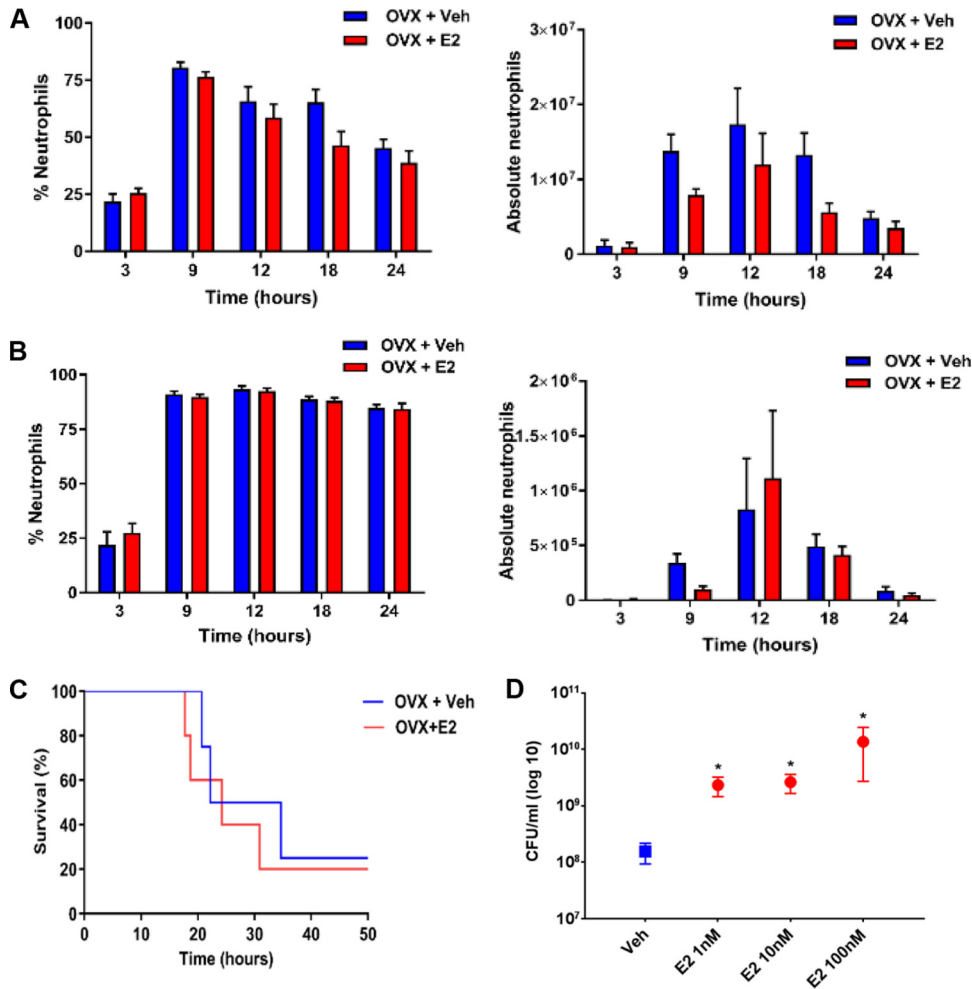 A
OVX + Veh
OVX + E2
% Neutrophils
100
75
50
25
0
3 9 12 18 24
Time (hours)
OVX + Veh
OVX + E2
Absolute neutrophils
3×10⁷
2×10⁷
1×10⁷
0
3 9 12 18 24
Time (hours)
B
OVX + Veh
OVX + E2
% Neutrophils
100
75
50
25
0
3 9 12 18 24
Time (hours)
OVX + Veh
OVX + E2
Absolute neutrophils
2×10⁶
1.5×10⁶
1×10⁶
5×10⁵
0
3 9 12 18 24
Time (hours)
C
OVX + Veh
OVX+E2
Survival (%)
100
80
60
40
20
0
0 10 20 30 40 50
Time (hours)
D
CFU/ml (log 10)
10¹¹
10¹⁰
10⁹
10⁸
10⁷
* * *
Veh
E2 1nM
E2 10nM
E2 100nM